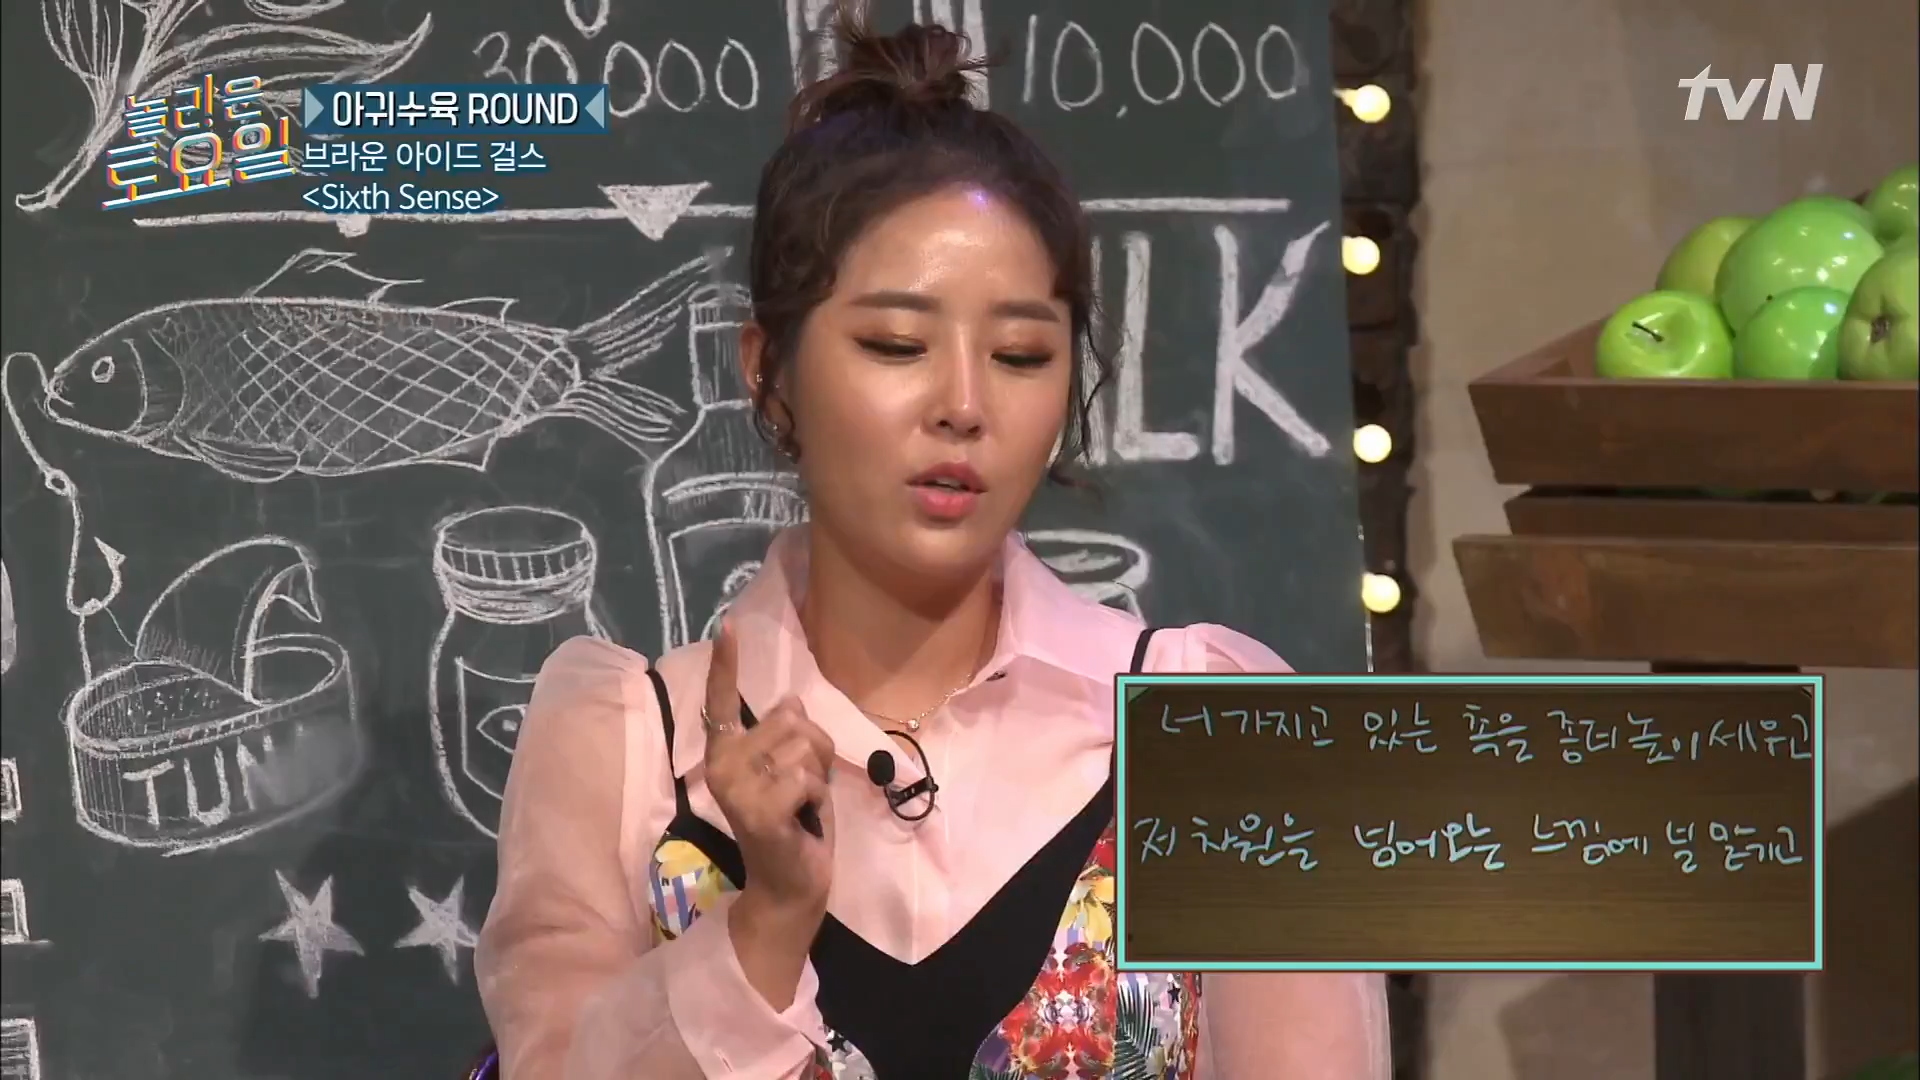 30,000
10,000
tvN
놀라운
토요일
아귀수육 ROUND
브라운 아이드 걸스
<Sixth Sense>
LK
TUN
너 가지고 있는 촉을 종더 높이 세우고
저 차원을 넘어오는 느낌에 널 맡기고